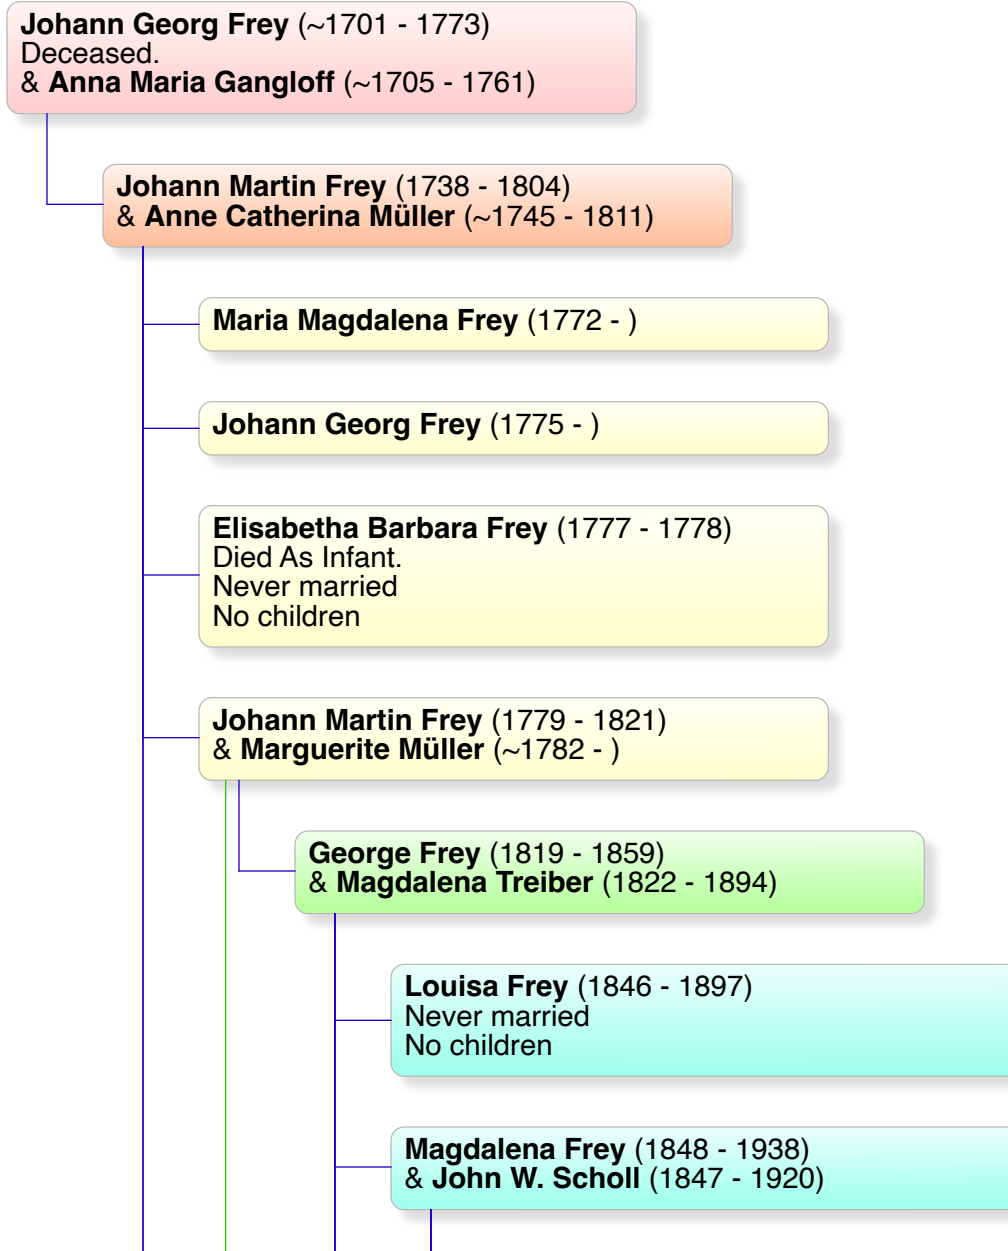 Johann Georg Frey (~1701 - 1773)
Deceased.
& Anna Maria Gangloff (~1705 - 1761)
Johann Martin Frey (1738 - 1804)
& Anne Catherina Müller (~1745 - 1811)
Maria Magdalena Frey (1772 - )
Johann Georg Frey (1775 - )
Elisabetha Barbara Frey (1777 - 1778)
Died As Infant.
Never married
No children
Johann Martin Frey (1779 - 1821)
& Marguerite Müller (~1782 - )
George Frey (1819 - 1859)
& Magdalena Treiber (1822 - 1894)
Louisa Frey (1846 - 1897)
Never married
No children
Magdalena Frey (1848 - 1938)
& John W. Scholl (1847 - 1920)